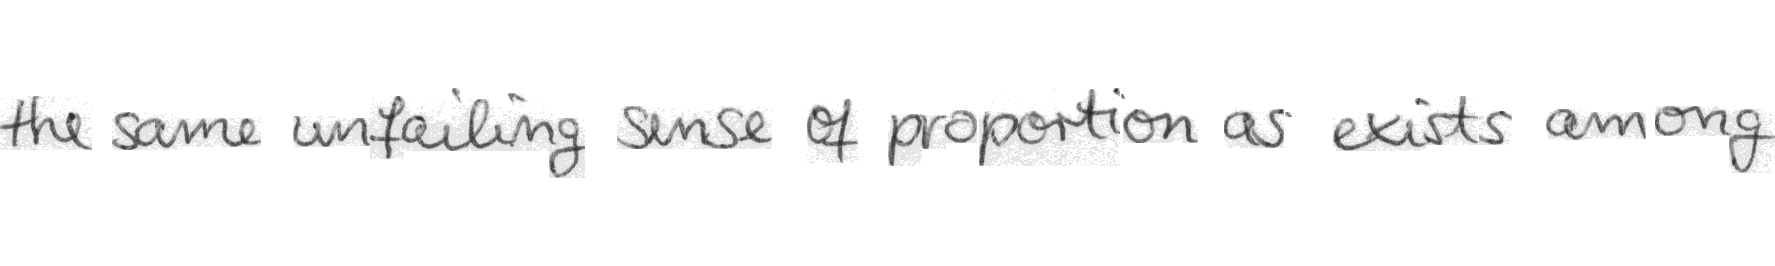 the same unfailing sense of proportion as exists among